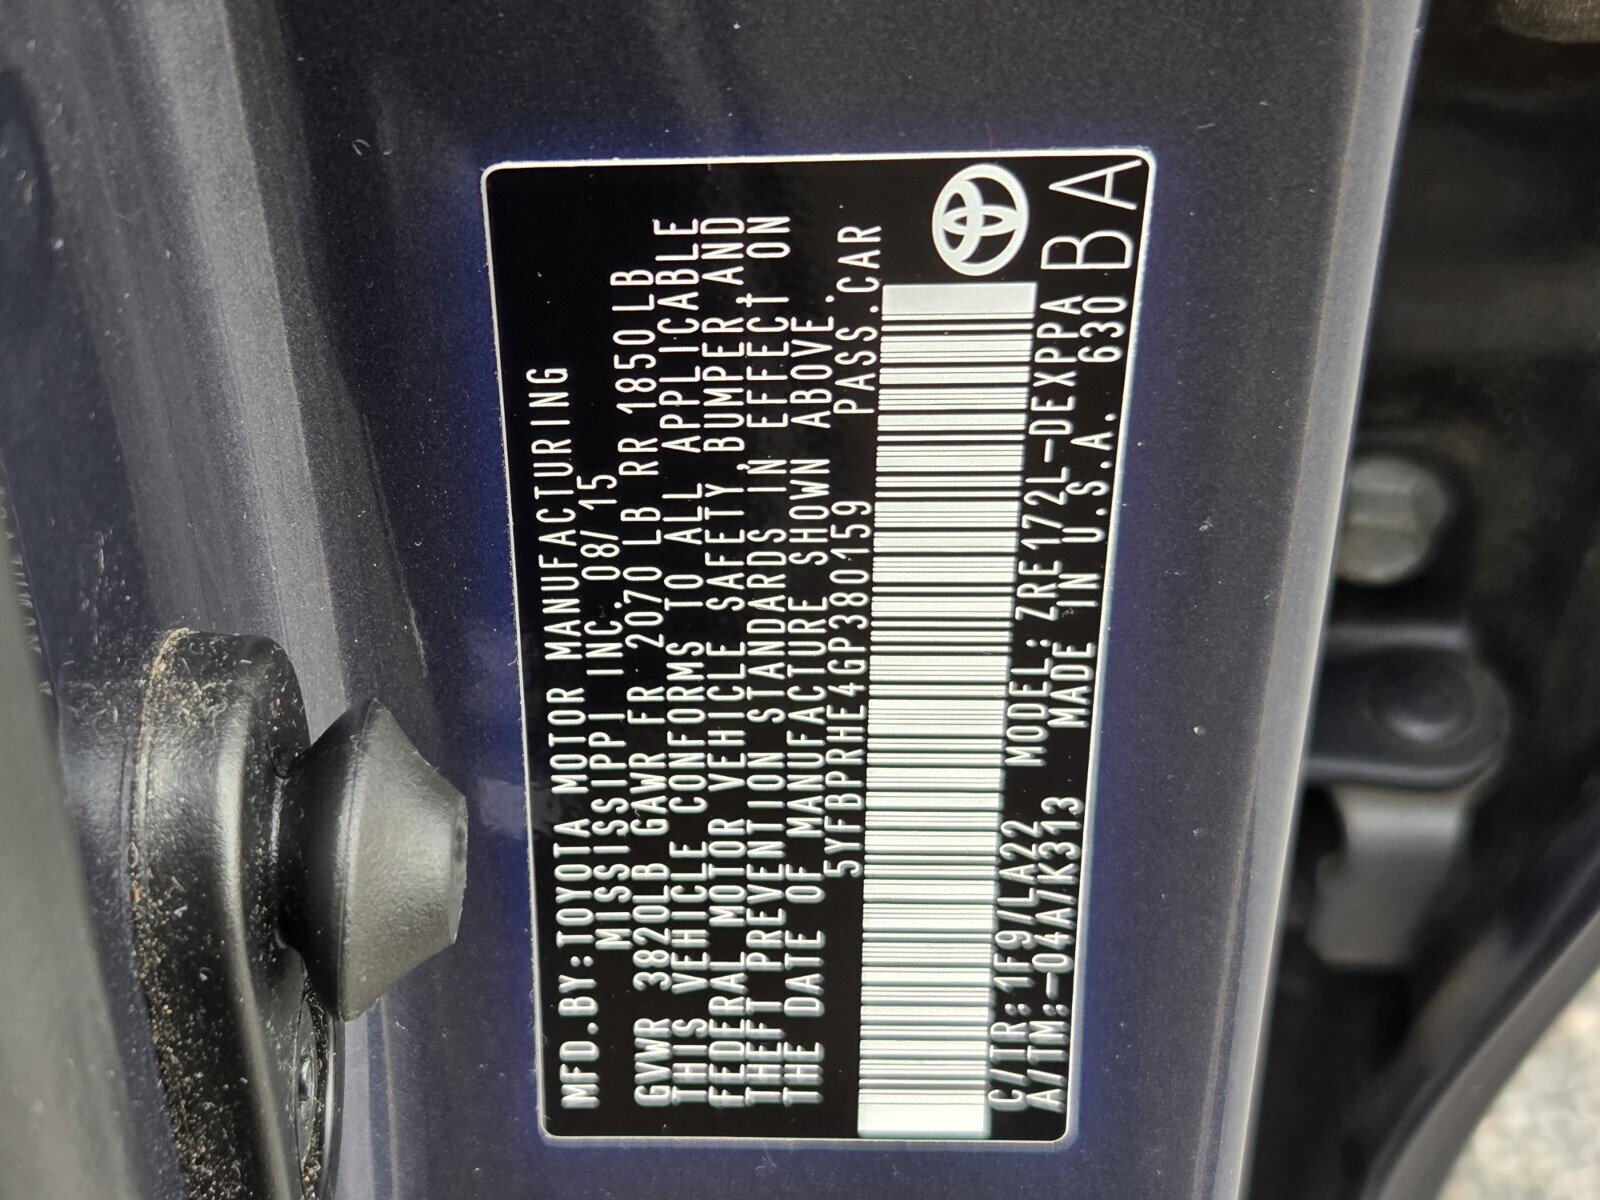 MFD.BY:TOYOTA MOTOR MANUFACTURING
MISSISSIPPI INC. 08/15
GVWR 3820LB GAWR FR 2070 LB RR 1850 LB
THIS VEHICLE CONFORMS TO ALL APPLICABLE
FEDERAL MOTOR VEHICLE SAFETY, BUMPER AND
THEFT PREVENTION STANDARDS IN EFFECT ON
THE DATE OF MANUFACTURE SHOWN ABOVE.
5YFBPRHE4GP380159 PASS.CAR
C/TR:1F9/LA22 MODEL:ZRE172L-DEXPPA
A/TM:-04A/K313 MADE IN U.S.A. 630
BA